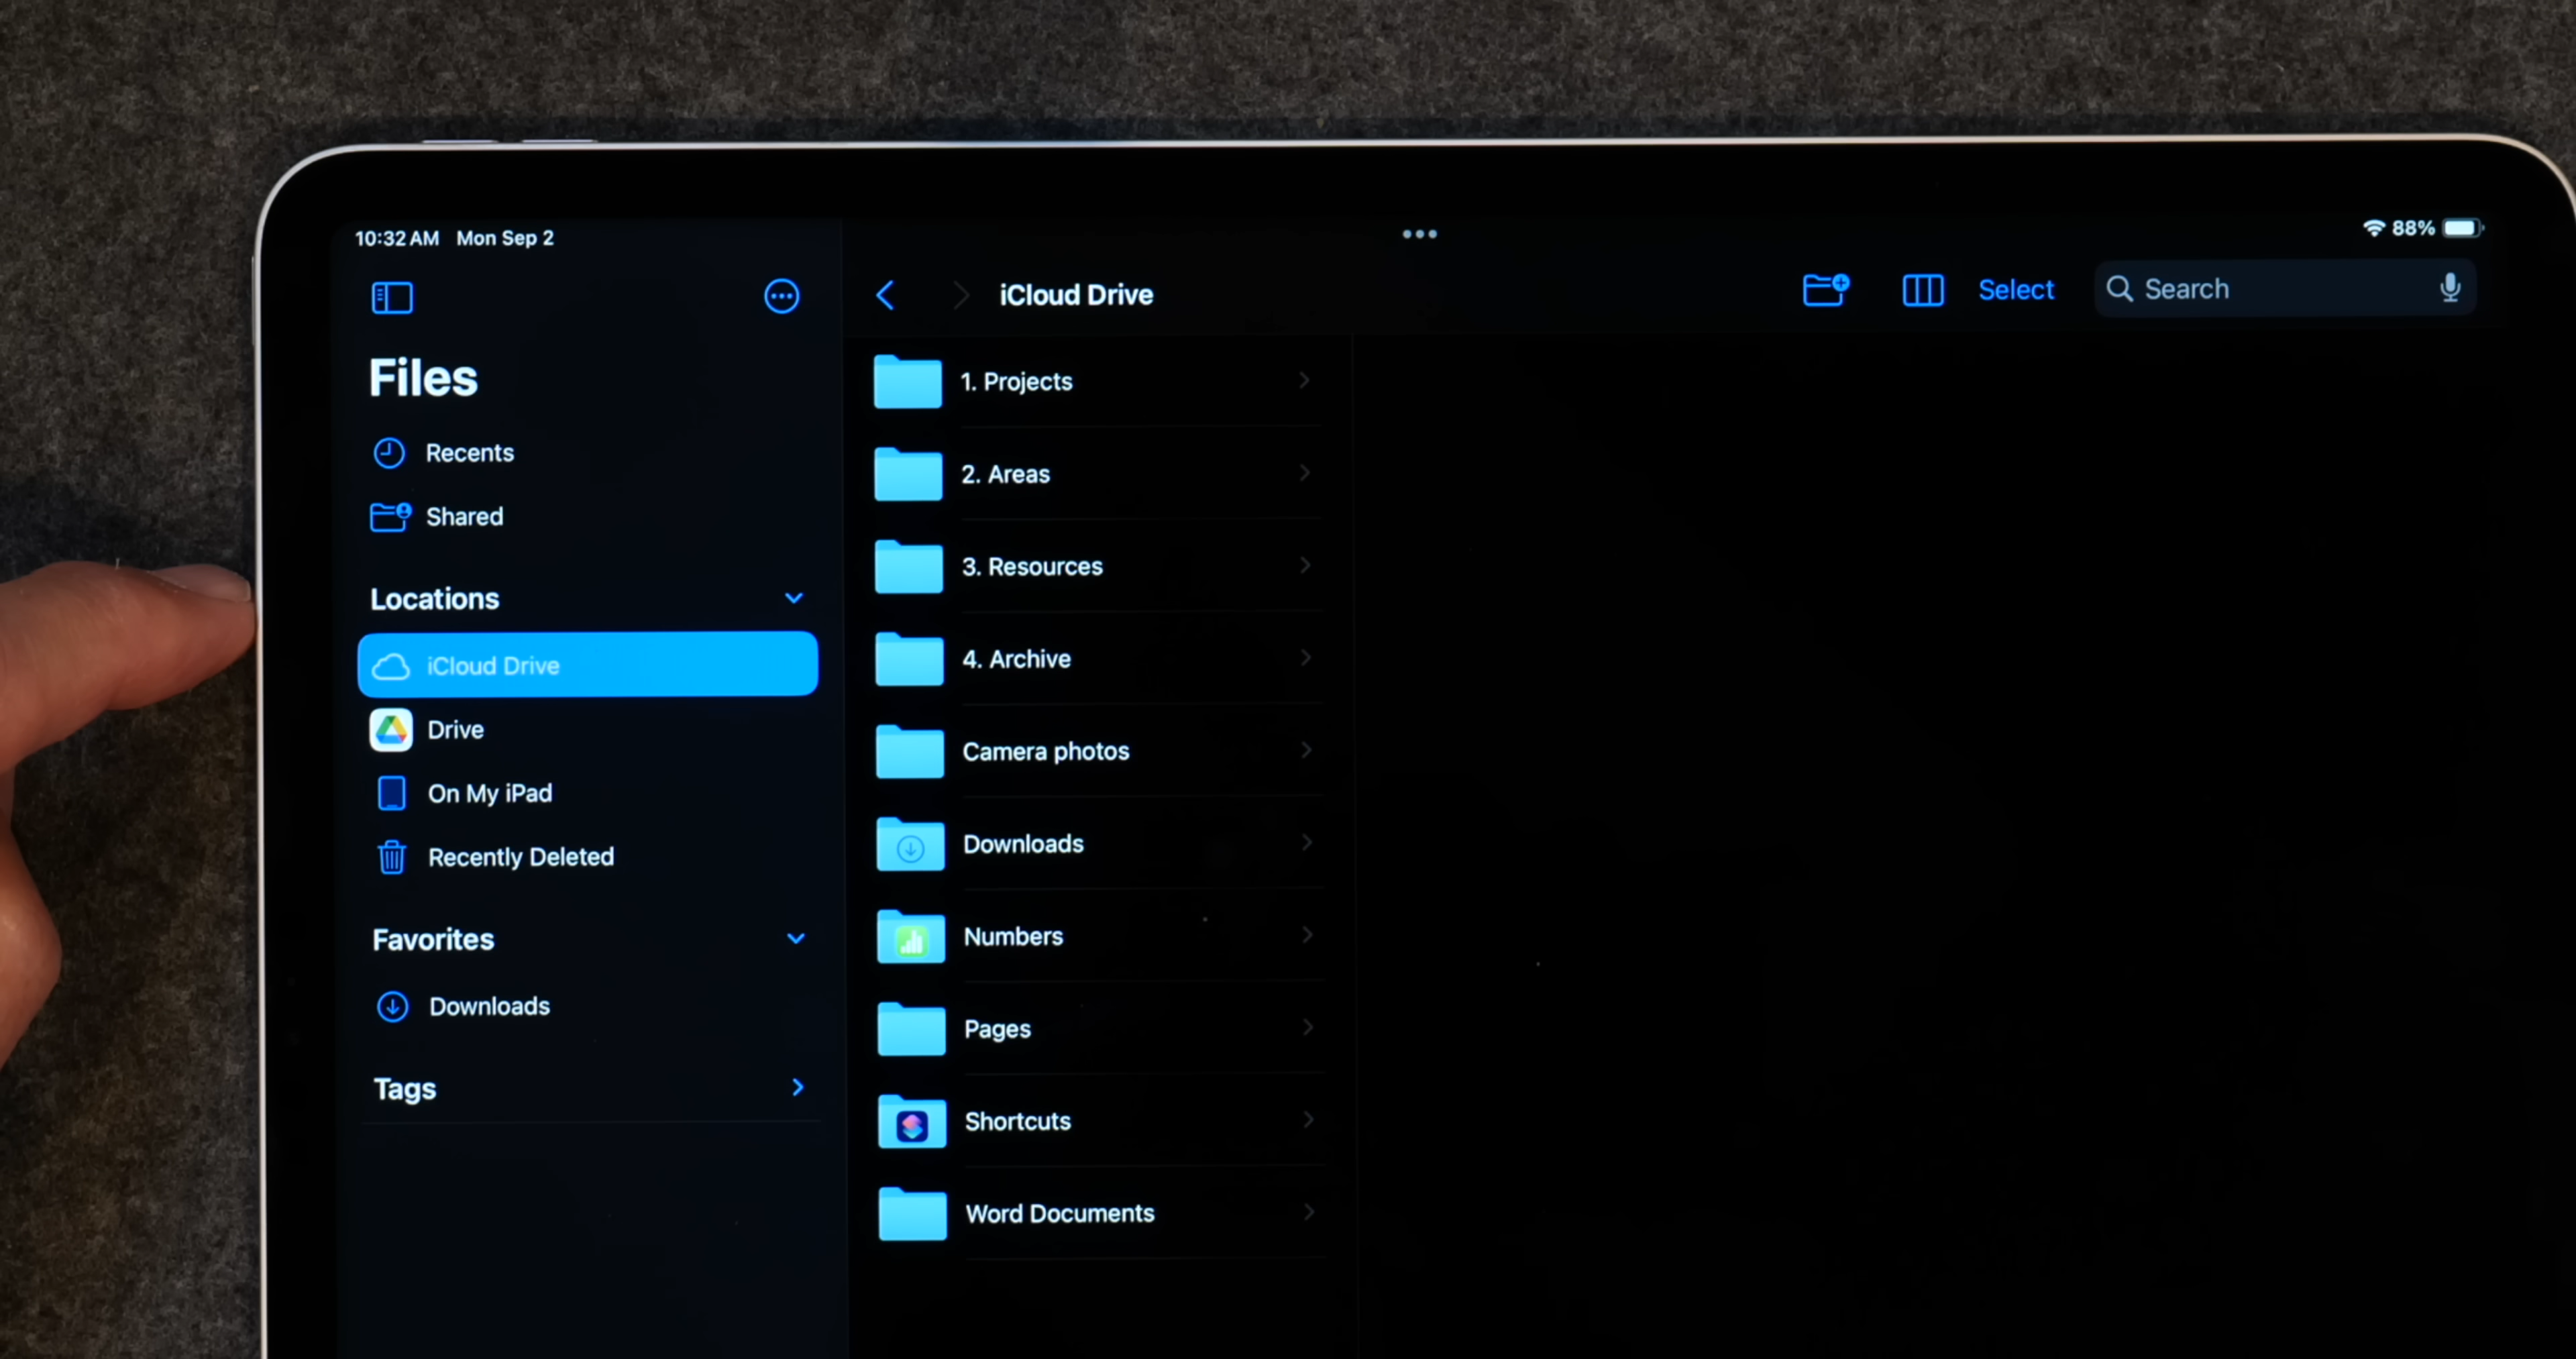 10:32 AM Mon Sep 2
88%
Files
Recents
Shared
Locations
iCloud Drive
Drive
On My iPad
Recently Deleted
Favorites
Downloads
Tags
iCloud Drive
Select
Search
1. Projects
2. Areas
3. Resources
4. Archive
Camera photos
Downloads
Numbers
Pages
Shortcuts
Word Documents